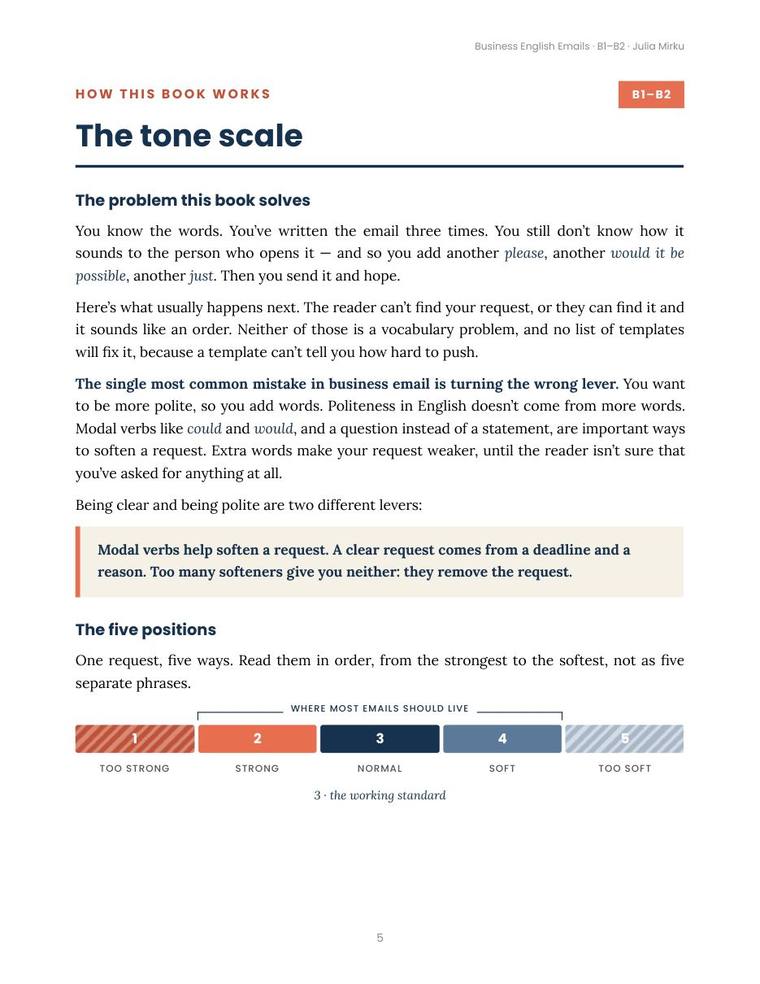 Business English Emails · B1–B2 · Julia Mirku
HOW THIS BOOK WORKS
B1–B2
The tone scale
The problem this book solves
You know the words. You’ve written the email three times. You still don’t know how it
sounds to the person who opens it — and so you add another please, another would it be
possible, another just. Then you send it and hope.
Here’s what usually happens next. The reader can’t find your request, or they can find it and
it sounds like an order. Neither of those is a vocabulary problem, and no list of templates
will fix it, because a template can’t tell you how hard to push.
The single most common mistake in business email is turning the wrong lever. You want
to be more polite, so you add words. Politeness in English doesn’t come from more words.
Modal verbs like could and would, and a question instead of a statement, are important ways
to soften a request. Extra words make your request weaker, until the reader isn’t sure that
you’ve asked for anything at all.
Being clear and being polite are two different levers:
Modal verbs help soften a request. A clear request comes from a deadline and a
reason. Too many softeners give you neither: they remove the request.
The five positions
One request, five ways. Read them in order, from the strongest to the softest, not as five
separate phrases.
WHERE MOST EMAILS SHOULD LIVE
1 2 3 4 5
TOO STRONG STRONG NORMAL SOFT TOO SOFT
3 · the working standard
5